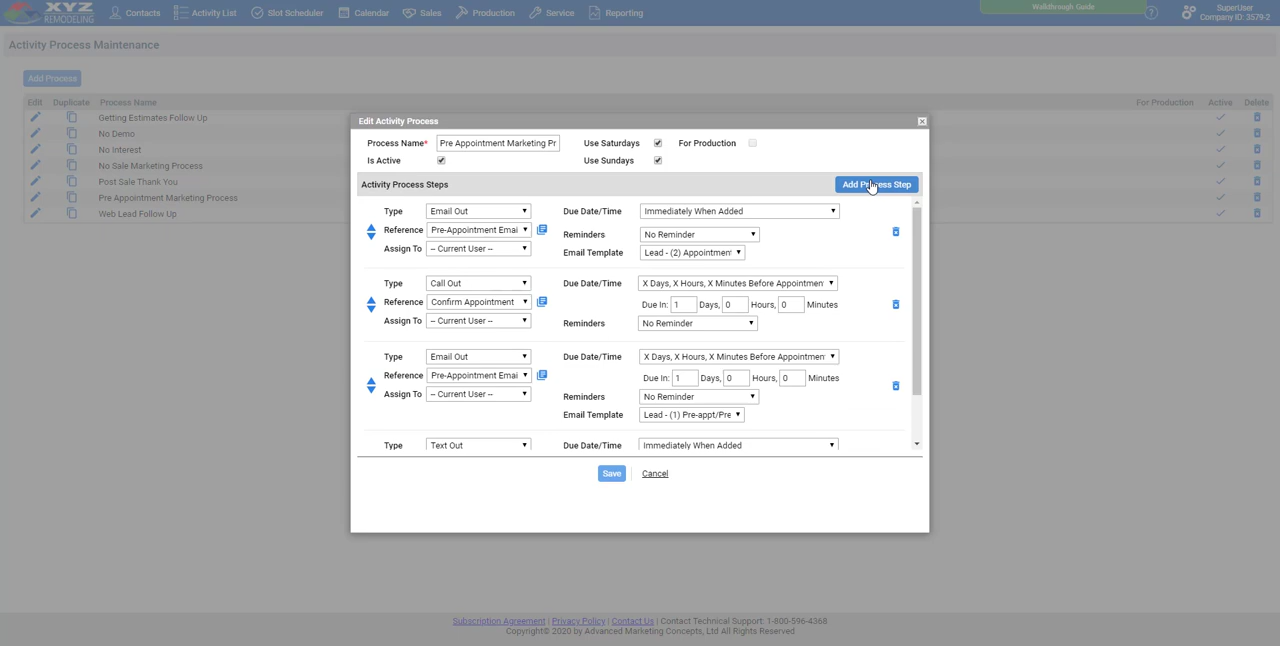 XYZ REMODELING Contacts Activity List Slot Scheduler Calendar Sales Production Service Reporting Walkthrough Guide ? SuperUser
Company ID: 3579-2
Activity Process Maintenance
Add Process
Edit Duplicate Process Name For Production Active Delete
Getting Estimates Follow Up
No Demo
No Interest
No Sale Marketing Process
Post Sale Thank You
Pre Appointment Marketing Process
Web Lead Follow Up
Edit Activity Process
Process Name* Pre Appointment Marketing Pr Use Saturdays For Production
Is Active Use Sundays
Activity Process Steps Add Process Step
Type Email Out Due Date/Time Immediately When Added
Reference Pre-Appointment Emai Reminders No Reminder
Assign To -- Current User -- Email Template Lead - (2) Appointment
Type Call Out Due Date/Time X Days, X Hours, X Minutes Before Appointmen
Reference Confirm Appointment Due In: 1 Days, 0 Hours, 0 Minutes
Assign To -- Current User -- Reminders No Reminder
Type Email Out Due Date/Time X Days, X Hours, X Minutes Before Appointmen
Reference Pre-Appointment Emai Due In: 1 Days, 0 Hours, 0 Minutes
Assign To -- Current User -- Reminders No Reminder
Email Template Lead - (1) Pre-appt/Pre
Type Text Out Due Date/Time Immediately When Added
Save Cancel
Subscription Agreement | Privacy Policy | Contact Us | Contact Technical Support: 1-800-596-4368
Copyright© 2020 by Advanced Marketing Concepts, Ltd All Rights Reserved